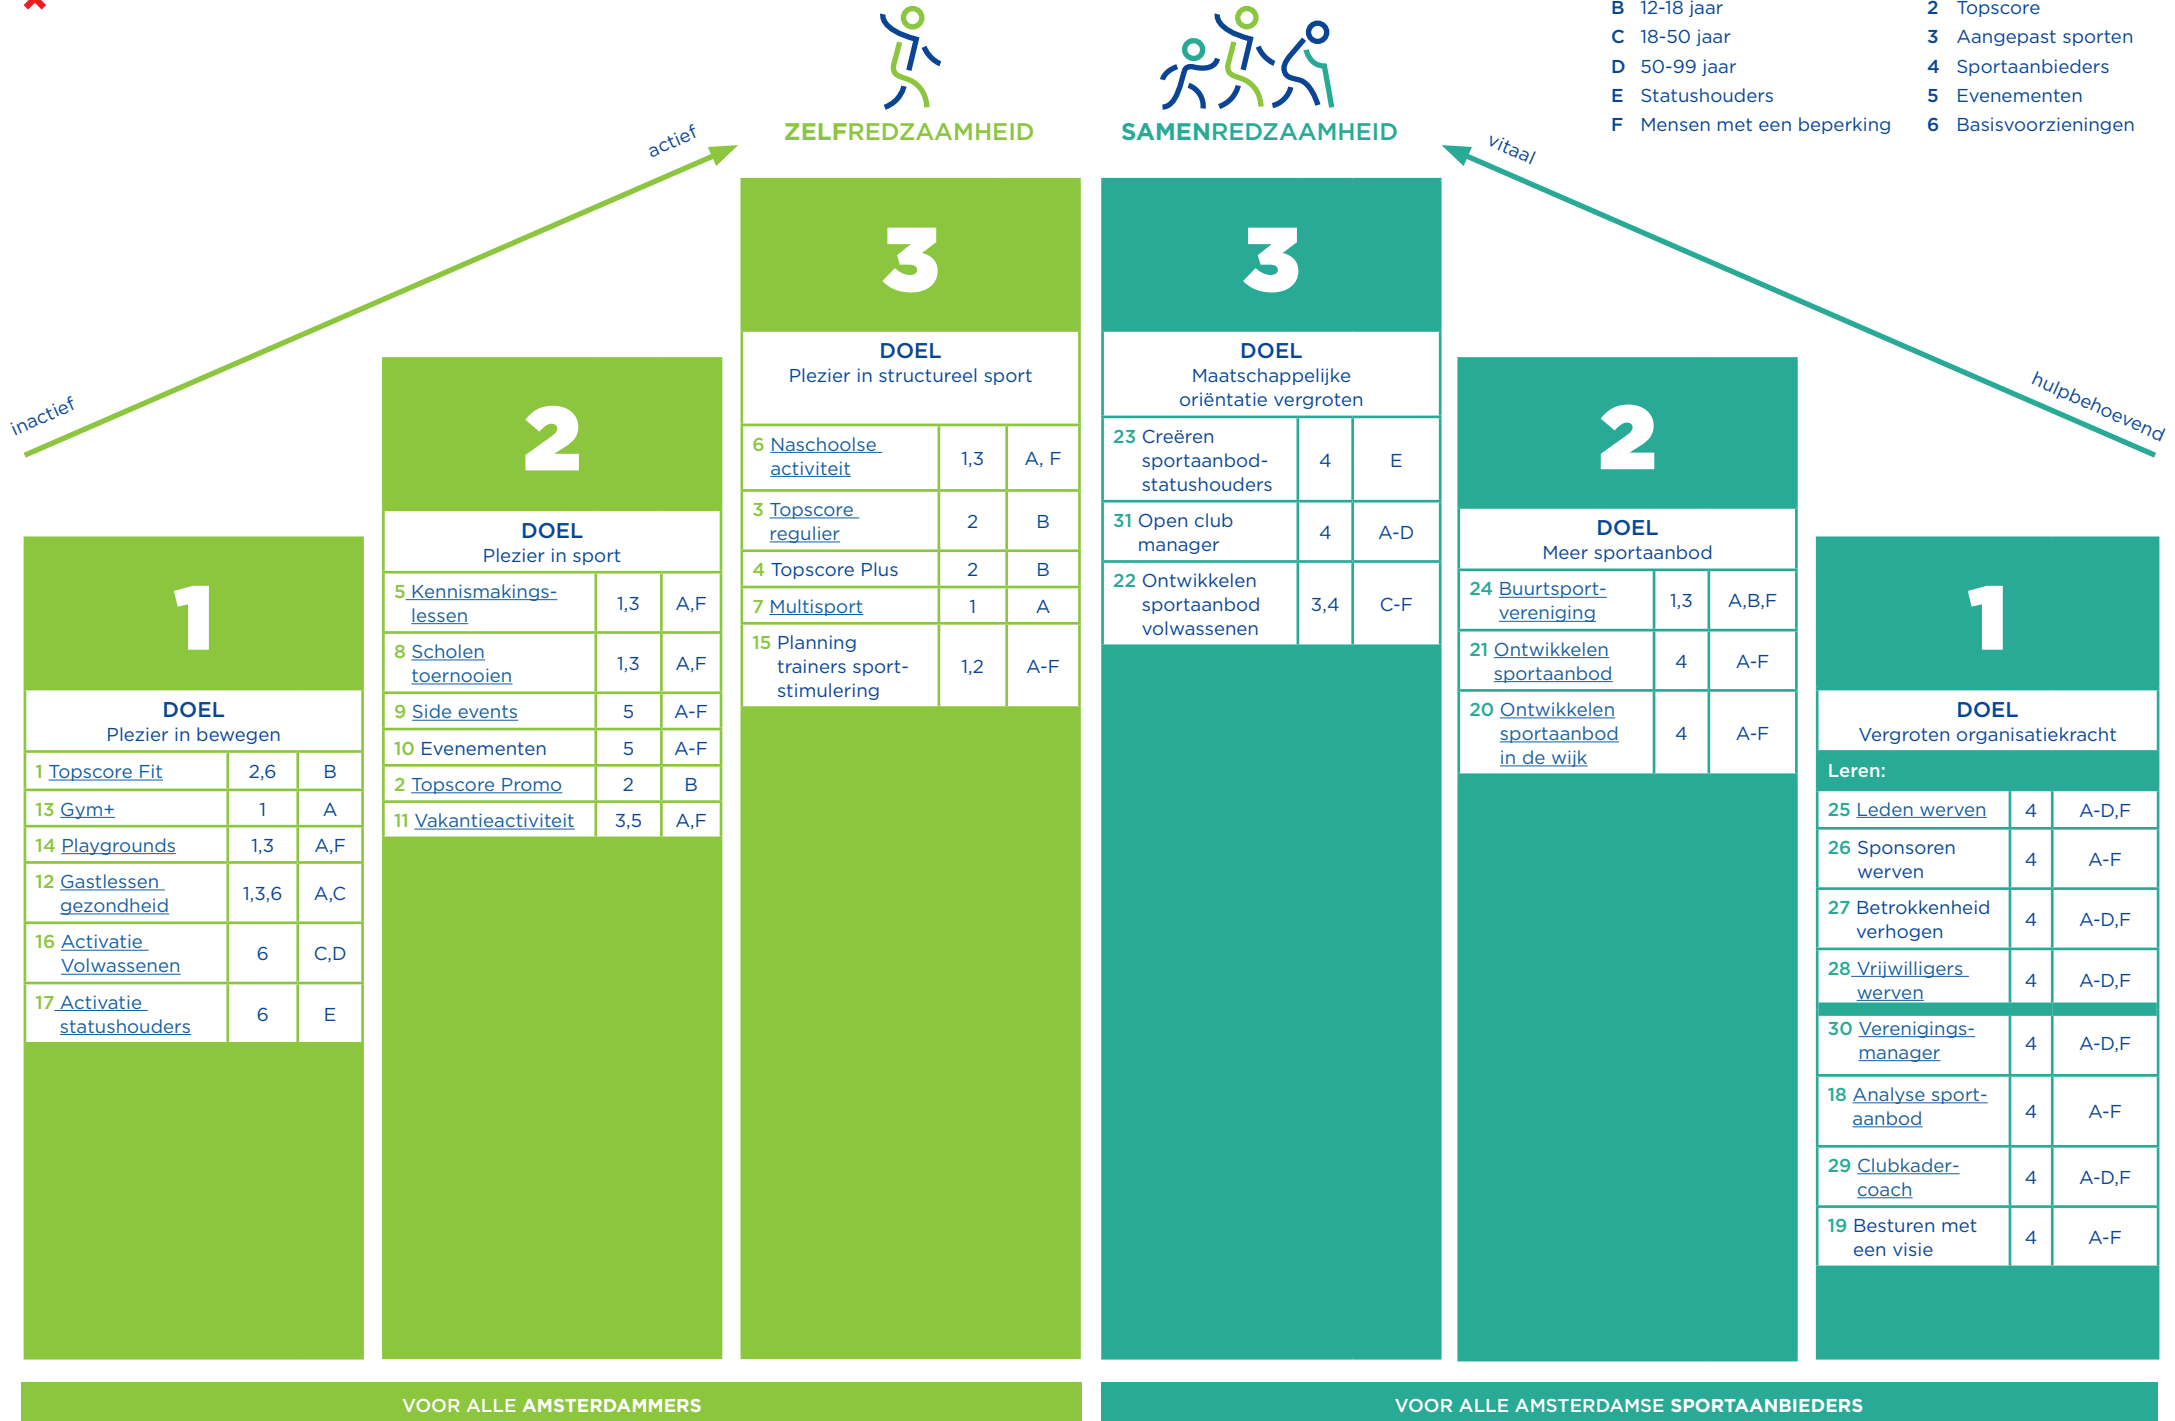 B 12-18 jaar
C 18-50 jaar
D 50-99 jaar
E Statushouders
F Mensen met een beperking
2 Topscore
3 Aangepast sporten
4 Sportaanbieders
5 Evenementen
6 Basisvoorzieningen
ZELFREDZAAMHEID
SAMENREDZAAMHEID
inactief
actief
vitaal
hulpbehoevend
1
DOEL
Plezier in bewegen
1 Topscore Fit 2,6 B
13 Gym+ 1 A
14 Playgrounds 1,3 A,F
12 Gastlessen
gezondheid 1,3,6 A,C
16 Activatie
Volwassenen 6 C,D
17 Activatie
statushouders 6 E
2
DOEL
Plezier in sport
5 Kennismakings-
lessen 1,3 A,F
8 Scholen
toernooien 1,3 A,F
9 Side events 5 A-F
10 Evenementen 5 A-F
2 Topscore Promo 2 B
11 Vakantieactiviteit 3,5 A,F
3
DOEL
Plezier in structureel sport
6 Naschoolse
activiteit 1,3 A, F
3 Topscore
regulier 2 B
4 Topscore Plus 2 B
7 Multisport 1 A
15 Planning
trainers sport-
stimulering 1,2 A-F
3
DOEL
Maatschappelijke
oriëntatie vergroten
23 Creëren
sportaanbod-
statushouders 4 E
31 Open club
manager 4 A-D
22 Ontwikkelen
sportaanbod
volwassenen 3,4 C-F
2
DOEL
Meer sportaanbod
24 Buurtsport-
vereniging 1,3 A,B,F
21 Ontwikkelen
sportaanbod 4 A-F
20 Ontwikkelen
sportaanbod
in de wijk 4 A-F
1
DOEL
Vergroten organisatiekracht
Leren:
25 Leden werven 4 A-D,F
26 Sponsoren
werven 4 A-F
27 Betrokkenheid
verhogen 4 A-D,F
28 Vrijwilligers
werven 4 A-D,F
30 Verenigings-
manager 4 A-D,F
18 Analyse sport-
aanbod 4 A-F
29 Clubkader-
coach 4 A-D,F
19 Besturen met
een visie 4 A-F
VOOR ALLE AMSTERDAMMERS
VOOR ALLE AMSTERDAMSE SPORTAANBIEDERS